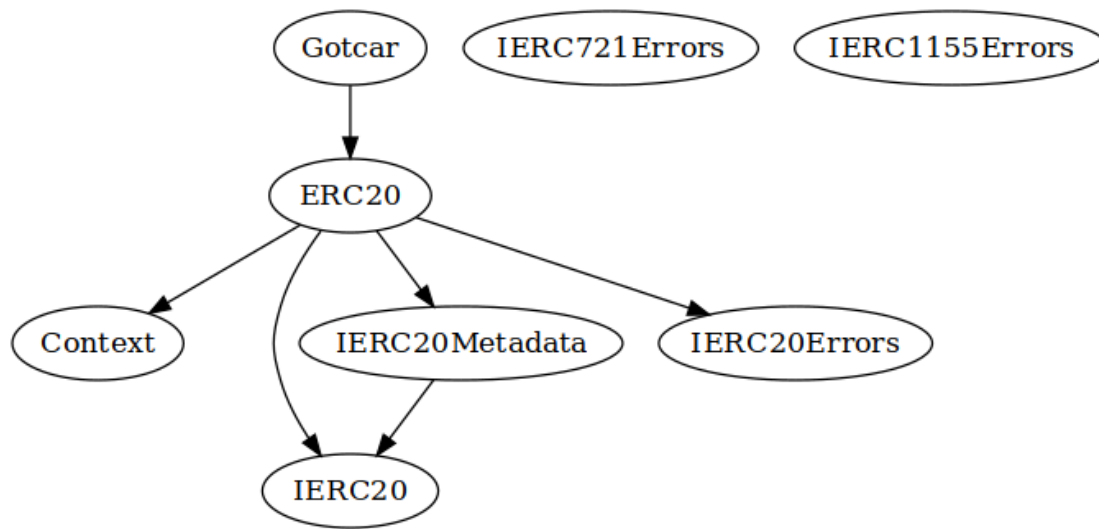 Gotcar
IERC721Errors
IERC1155Errors
ERC20
Context
IERC20Metadata
IERC20Errors
IERC20